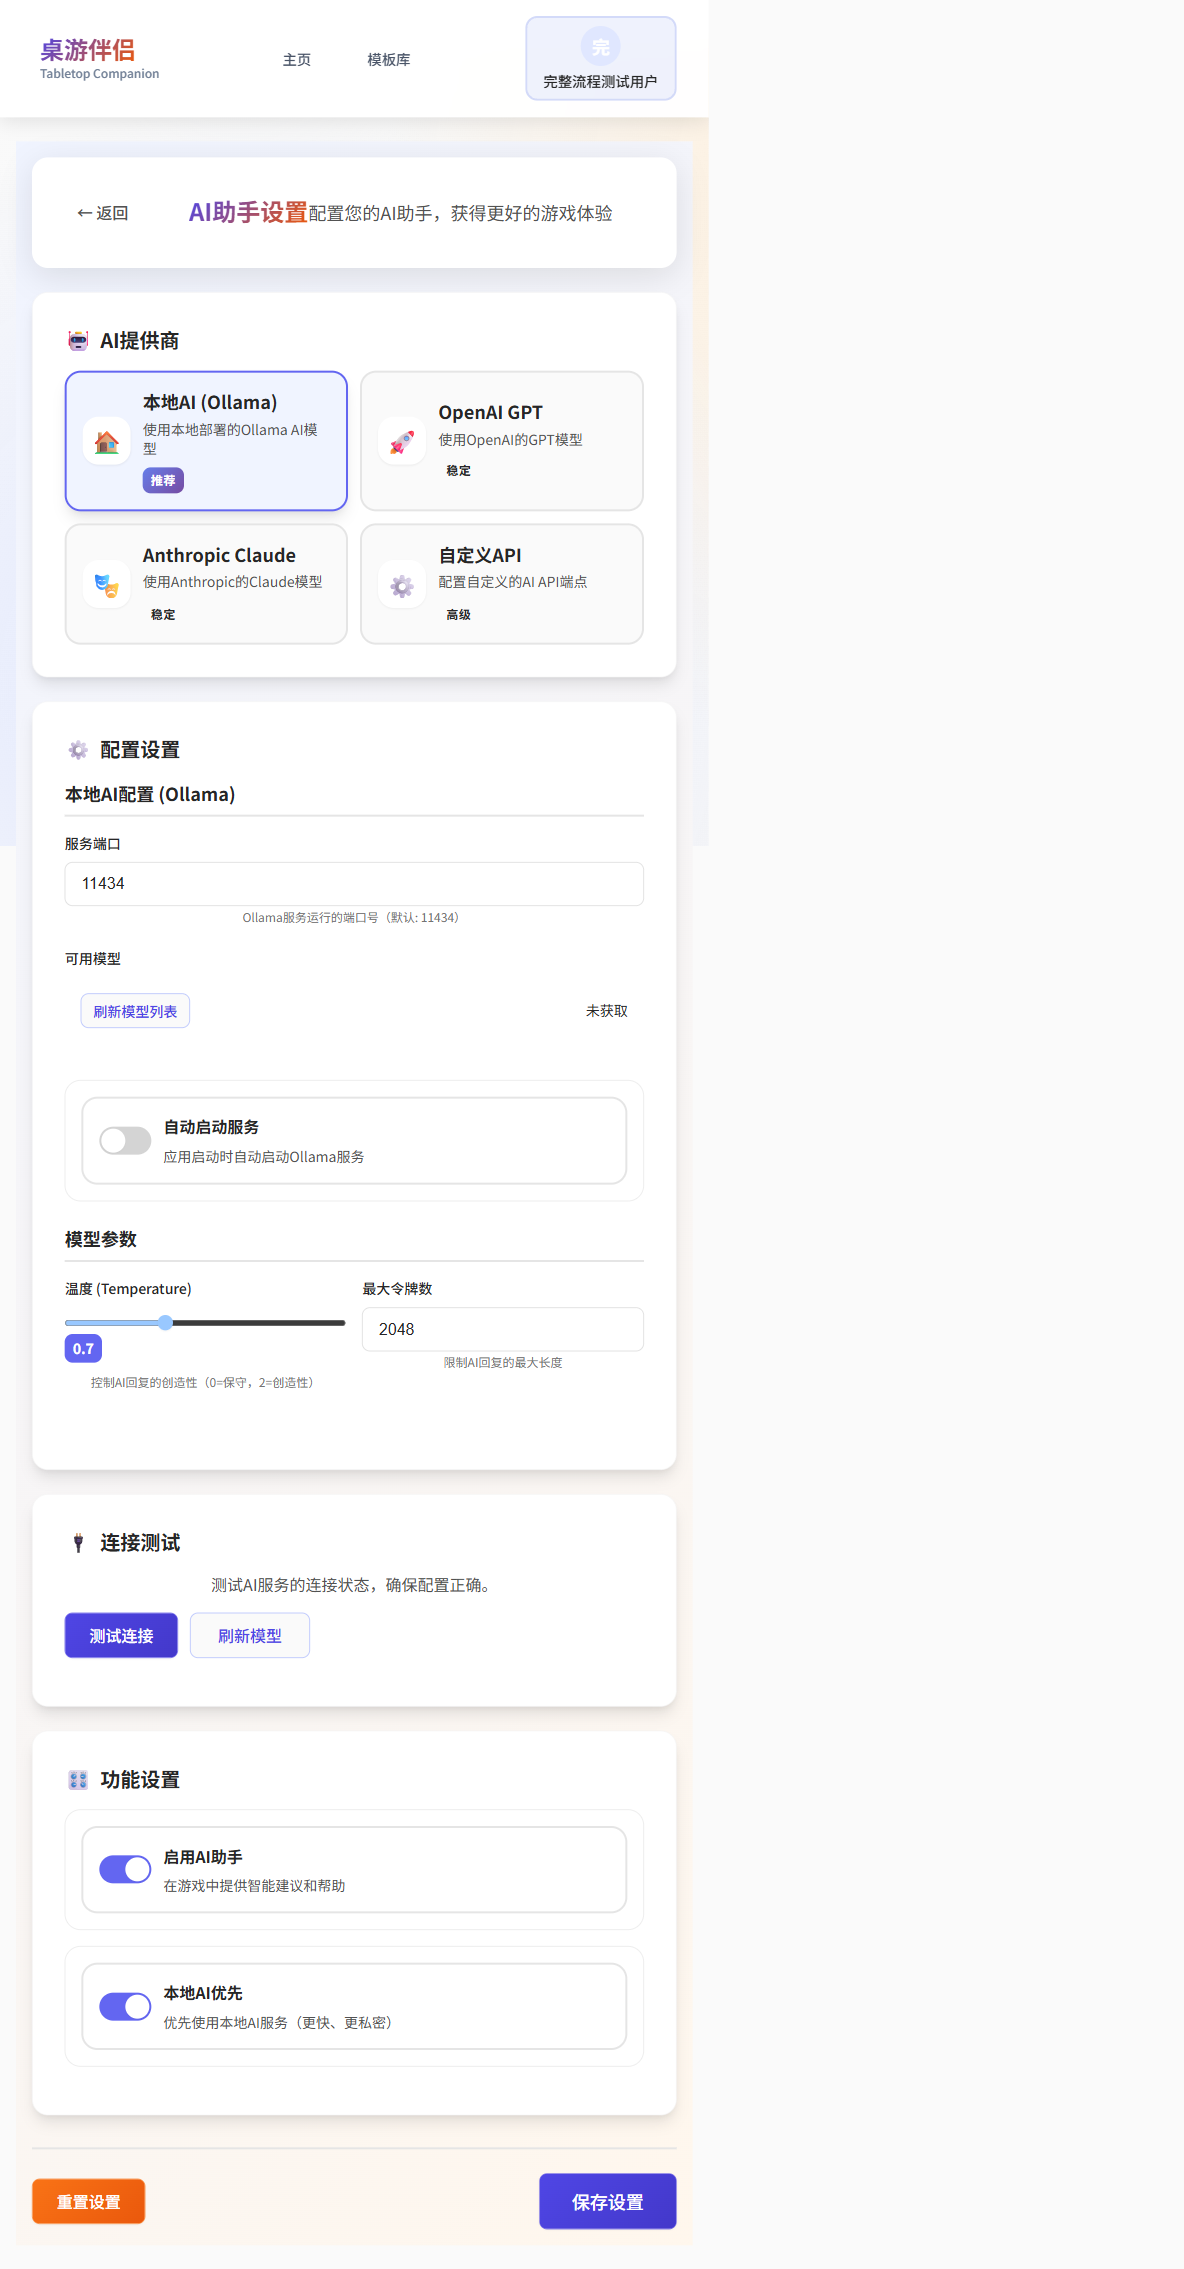 桌游伴侣
Tabletop Companion
主页
模板库
完
完整流程测试用户
← 返回
AI助手设置配置您的AI助手，获得更好的游戏体验
AI提供商
本地AI (Ollama)
使用本地部署的Ollama AI模
型
推荐
OpenAI GPT
使用OpenAI的GPT模型
稳定
Anthropic Claude
使用Anthropic的Claude模型
稳定
自定义API
配置自定义的AI API端点
高级
配置设置
本地AI配置 (Ollama)
服务端口
11434
Ollama服务运行的端口号（默认: 11434）
可用模型
刷新模型列表
未获取
自动启动服务
应用启动时自动启动Ollama服务
模型参数
温度 (Temperature)
0.7
控制AI回复的创造性（0=保守，2=创造性）
最大令牌数
2048
限制AI回复的最大长度
连接测试
测试AI服务的连接状态，确保配置正确。
测试连接
刷新模型
功能设置
启用AI助手
在游戏中提供智能建议和帮助
本地AI优先
优先使用本地AI服务（更快、更私密）
重置设置
保存设置